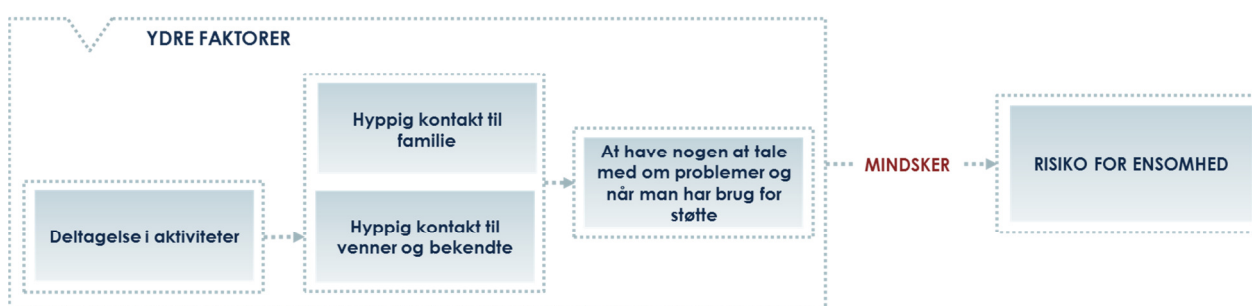 YDRE FAKTORER
Deltagelse i aktiviteter
Hyppig kontakt til
familie
Hyppig kontakt til
venner og bekendte
At have nogen at tale
med om problemer og
når man har brug for
støtte
MINDSKER
RISIKO FOR ENSOMHED